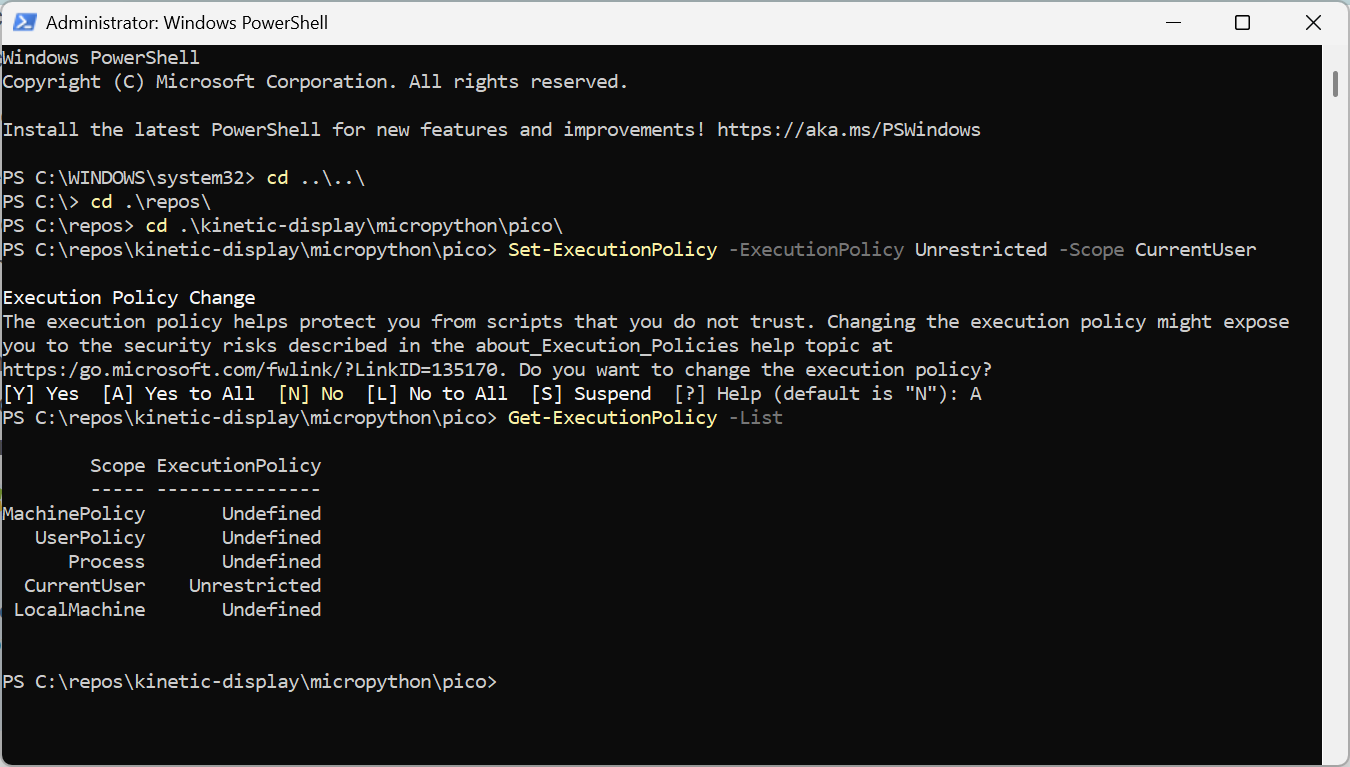 Administrator: Windows PowerShell
Windows PowerShell
Copyright (C) Microsoft Corporation. All rights reserved.
Install the latest PowerShell for new features and improvements! https://aka.ms/PSWindows
PS C:\WINDOWS\system32> cd ..\..\
PS C:\> cd .\repos\
PS C:\repos> cd .\kinetic-display\micropython\pico\
PS C:\repos\kinetic-display\micropython\pico> Set-ExecutionPolicy -ExecutionPolicy Unrestricted -Scope CurrentUser
Execution Policy Change
The execution policy helps protect you from scripts that you do not trust. Changing the execution policy might expose
you to the security risks described in the about_Execution_Policies help topic at
https:/go.microsoft.com/fwlink/?LinkID=135170. Do you want to change the execution policy?
[Y] Yes  [A] Yes to All  [N] No  [L] No to All  [S] Suspend  [?] Help (default is "N"): A
PS C:\repos\kinetic-display\micropython\pico> Get-ExecutionPolicy -List
        Scope ExecutionPolicy
        ----- ---------------
MachinePolicy       Undefined
   UserPolicy       Undefined
      Process       Undefined
  CurrentUser    Unrestricted
 LocalMachine       Undefined
PS C:\repos\kinetic-display\micropython\pico>